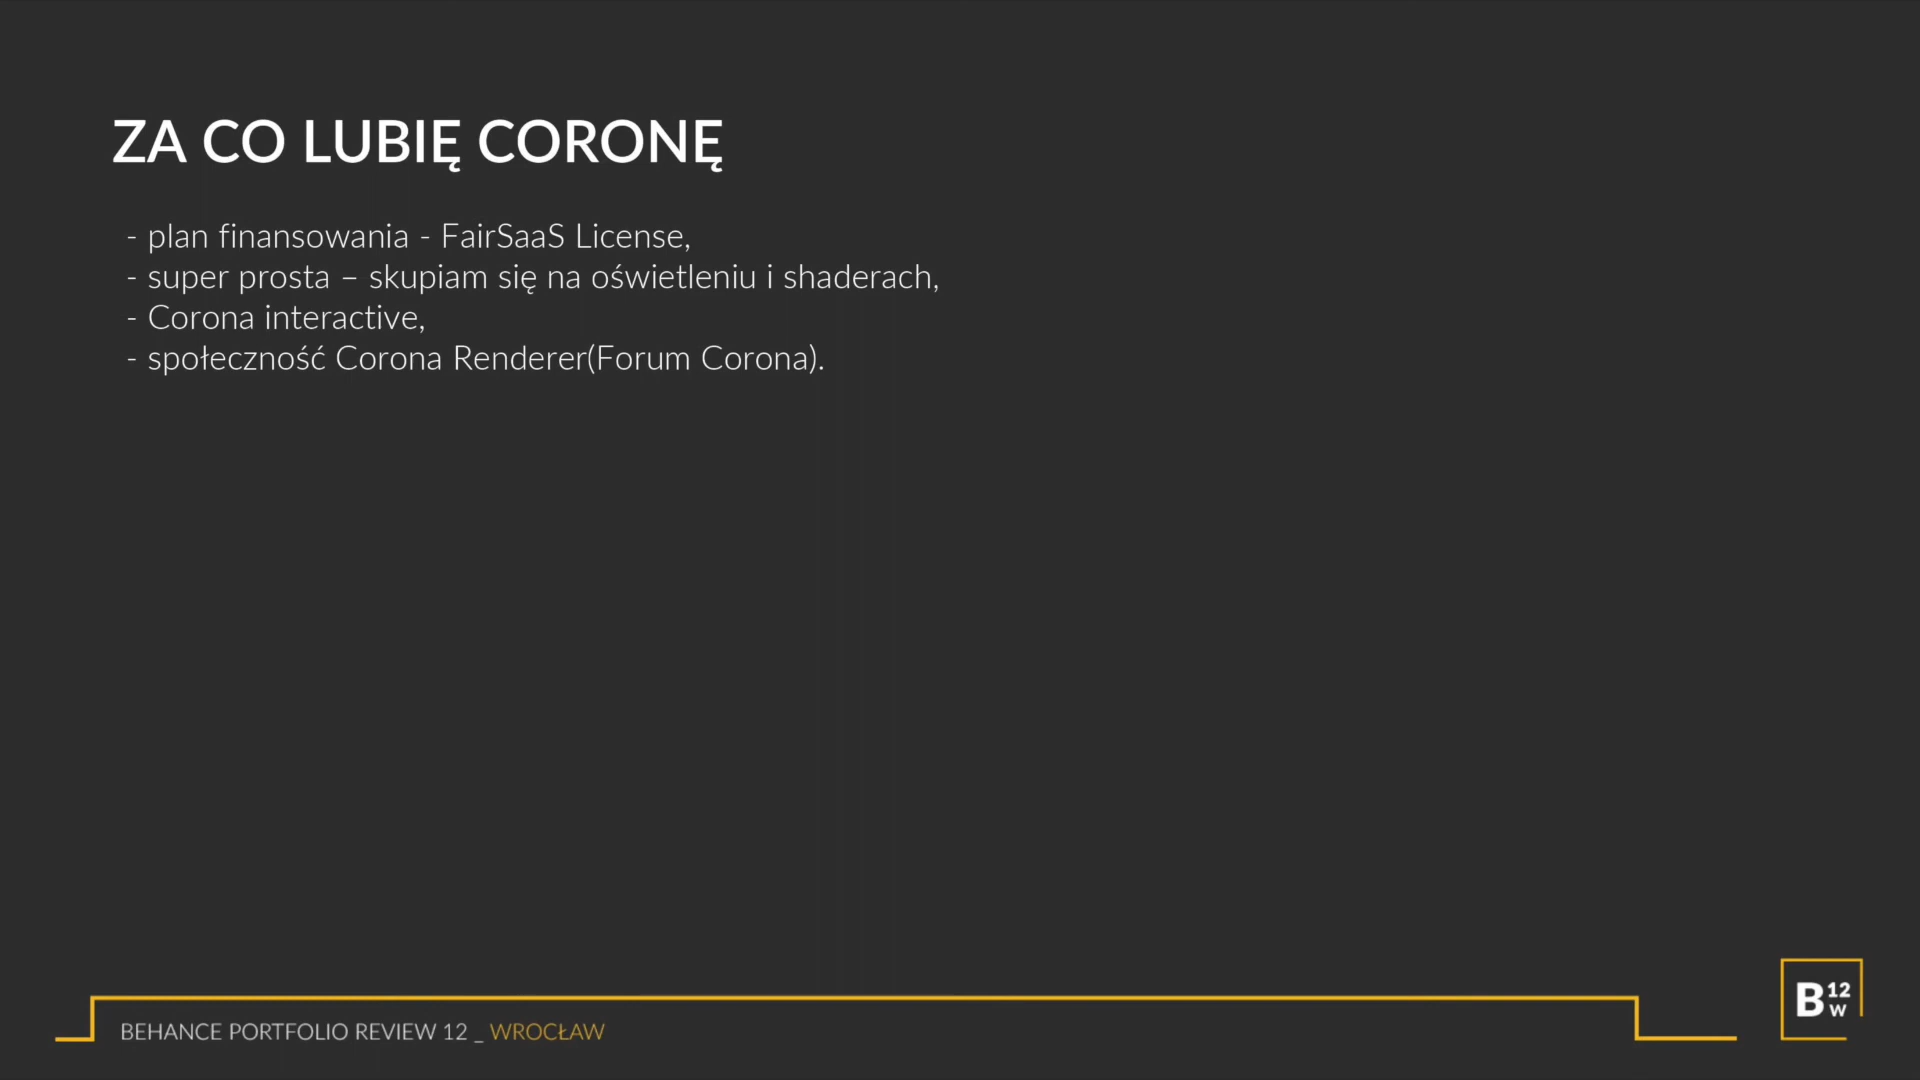 ZA CO LUBIĘ CORONĘ
- plan finansowania - FairSaaS License,
- super prosta – skupiam się na oświetleniu i shaderach,
- Corona interactive,
- społeczność Corona Renderer(Forum Corona).
BEHANCE PORTFOLIO REVIEW 12 _ WROCŁAW
B 12
W